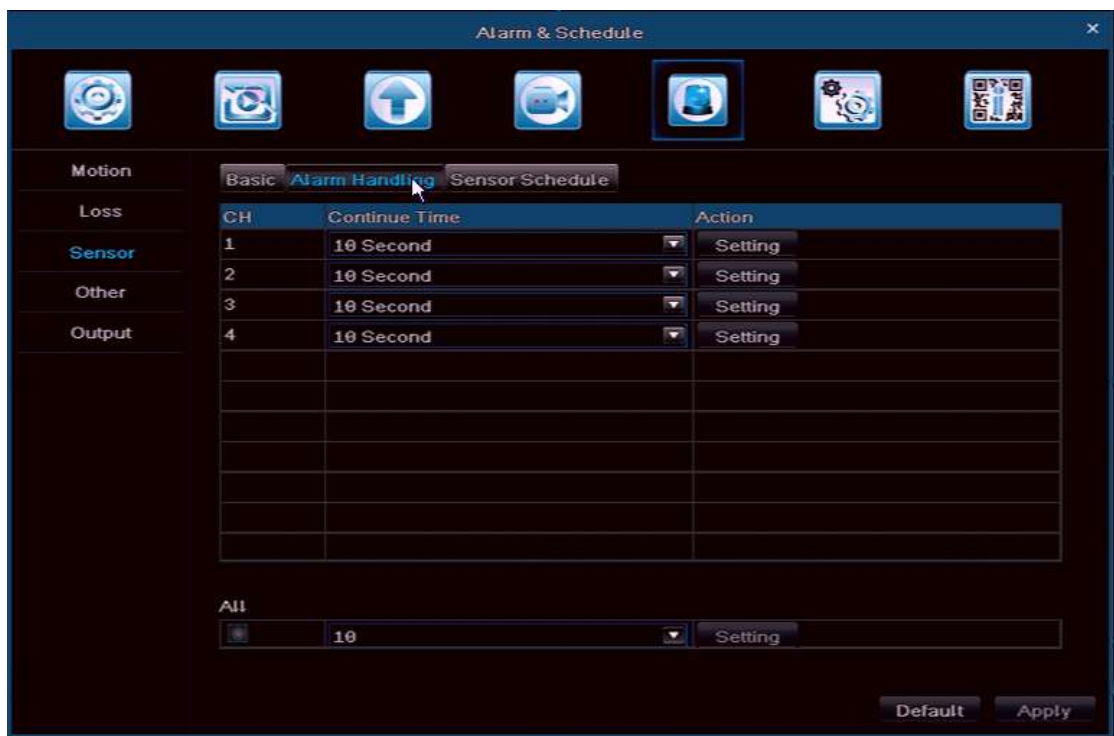 Alarm & Schedule
Motion
Loss
Sensor
Other
Output
Basic Alarm Handling Sensor Schedule
CH Continue Time Action
1 10 Second Setting
2 10 Second Setting
3 10 Second Setting
4 10 Second Setting
All
10 Setting
Default Apply